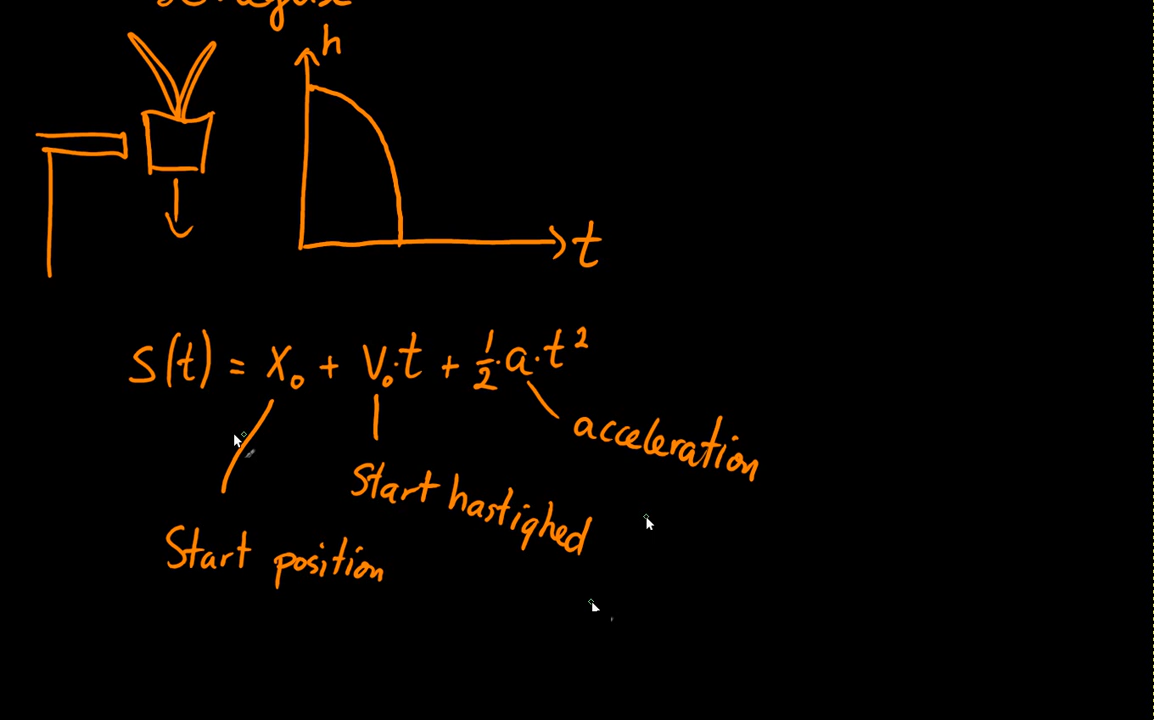 h
t
S(t) = X₀ + V₀·t + ½·a·t²
acceleration
Start hastighed
Start position